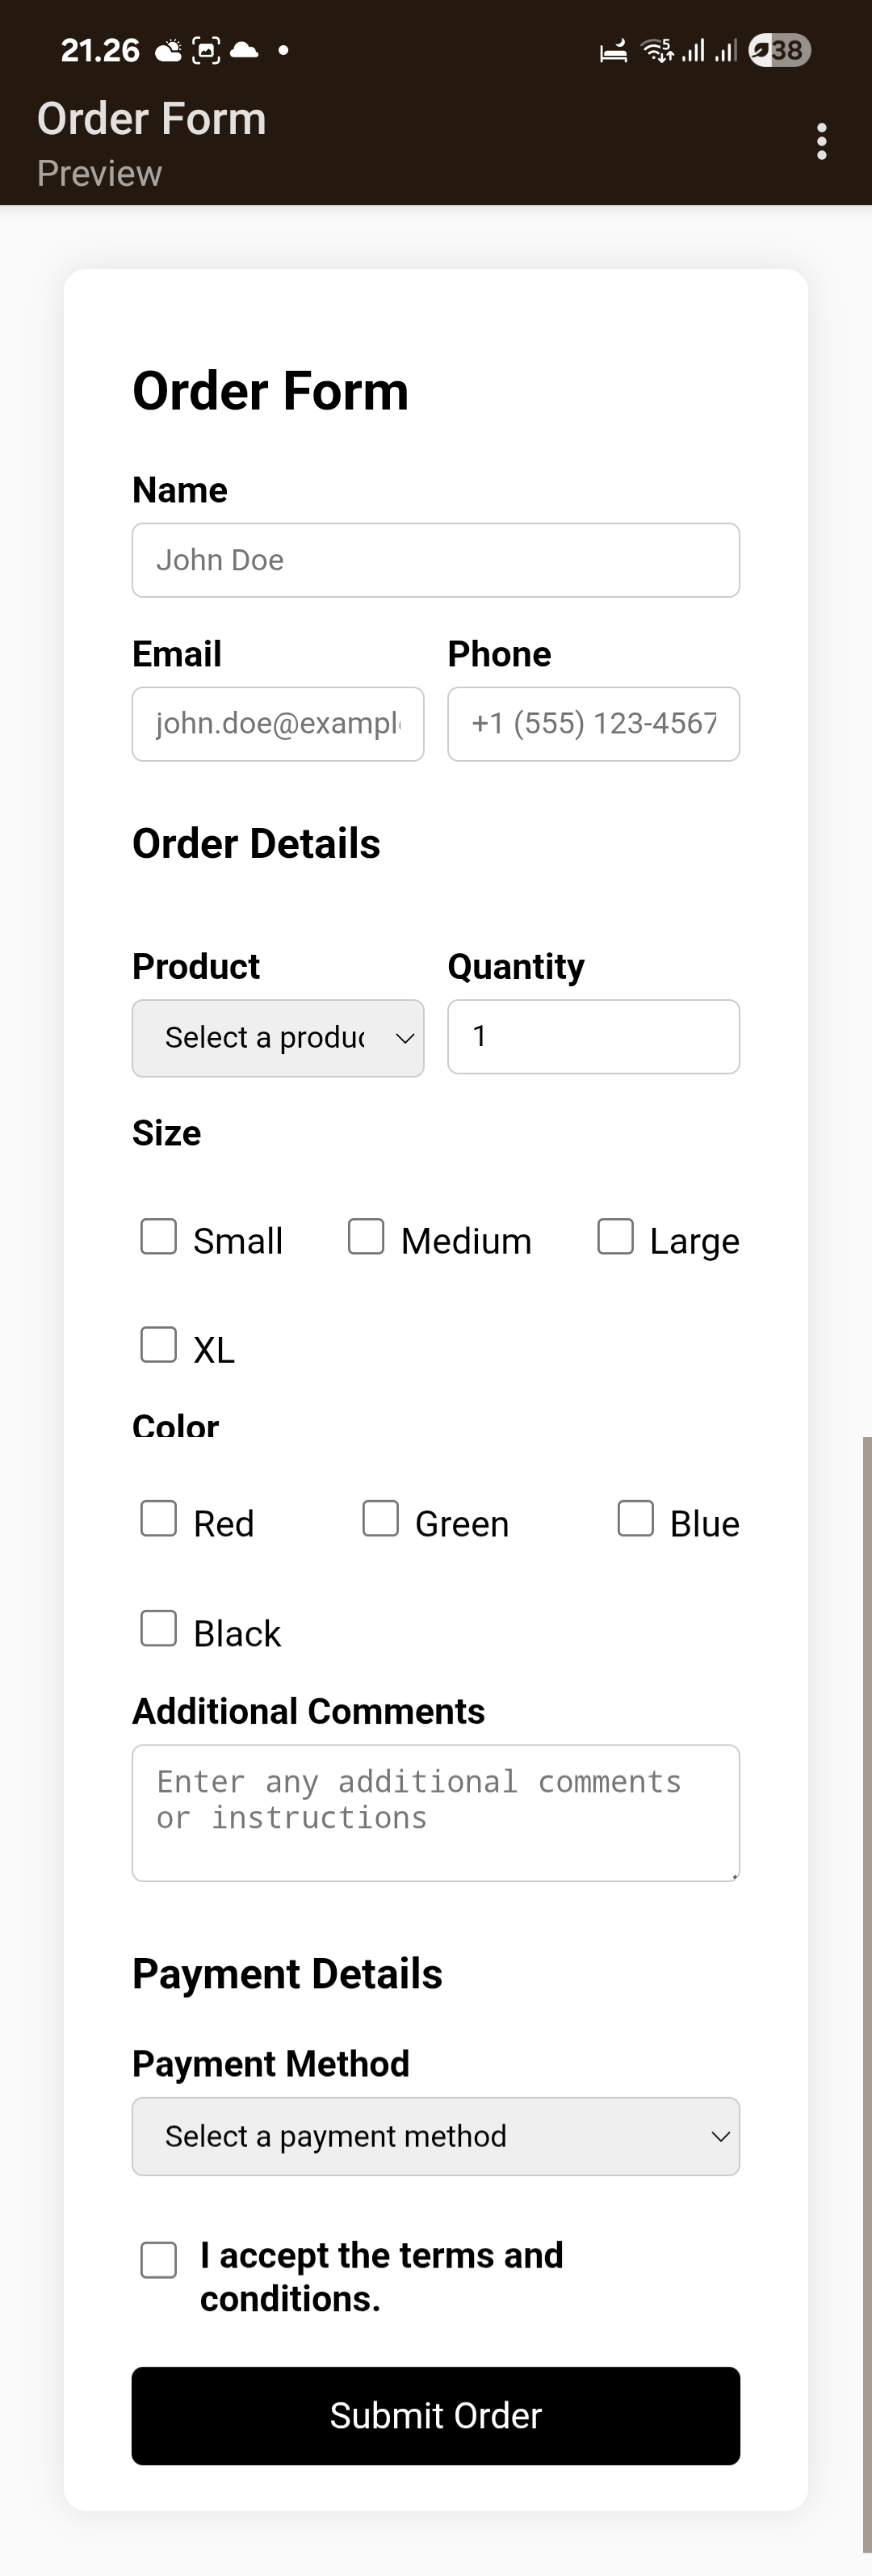 21.26
5
38
Order Form
Preview
Order Form
Name
John Doe
Email Phone
john.doe@exampl +1 (555) 123-4567
Order Details
Product Quantity
Select a produc 1
Size
Small Medium Large
XL
Color
Red Green Blue
Black
Additional Comments
Enter any additional comments
or instructions
Payment Details
Payment Method
Select a payment method
I accept the terms and
conditions.
Submit Order